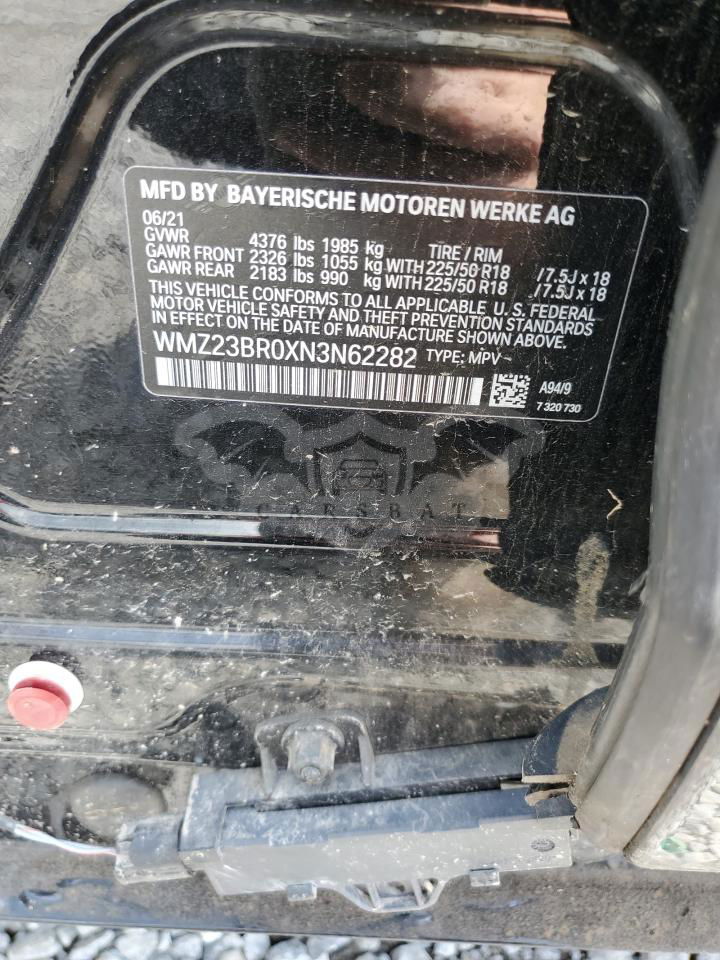 MFD BY BAYERISCHE MOTOREN WERKE AG
06/21
GVWR 4376 lbs 1985 kg TIRE / RIM
GAWR FRONT 2326 lbs 1055 kg WITH 225/50 R18 /7.5J x 18
GAWR REAR 2183 lbs 990 kg WITH 225/50 R18 /7.5J x 18
THIS VEHICLE CONFORMS TO ALL APPLICABLE U. S. FEDERAL
MOTOR VEHICLE SAFETY AND THEFT PREVENTION STANDARDS
IN EFFECT ON THE DATE OF MANUFACTURE SHOWN ABOVE.
WMZ23BR0XN3N62282 TYPE: MPV
A94/9
7 320 730
CARSBAT